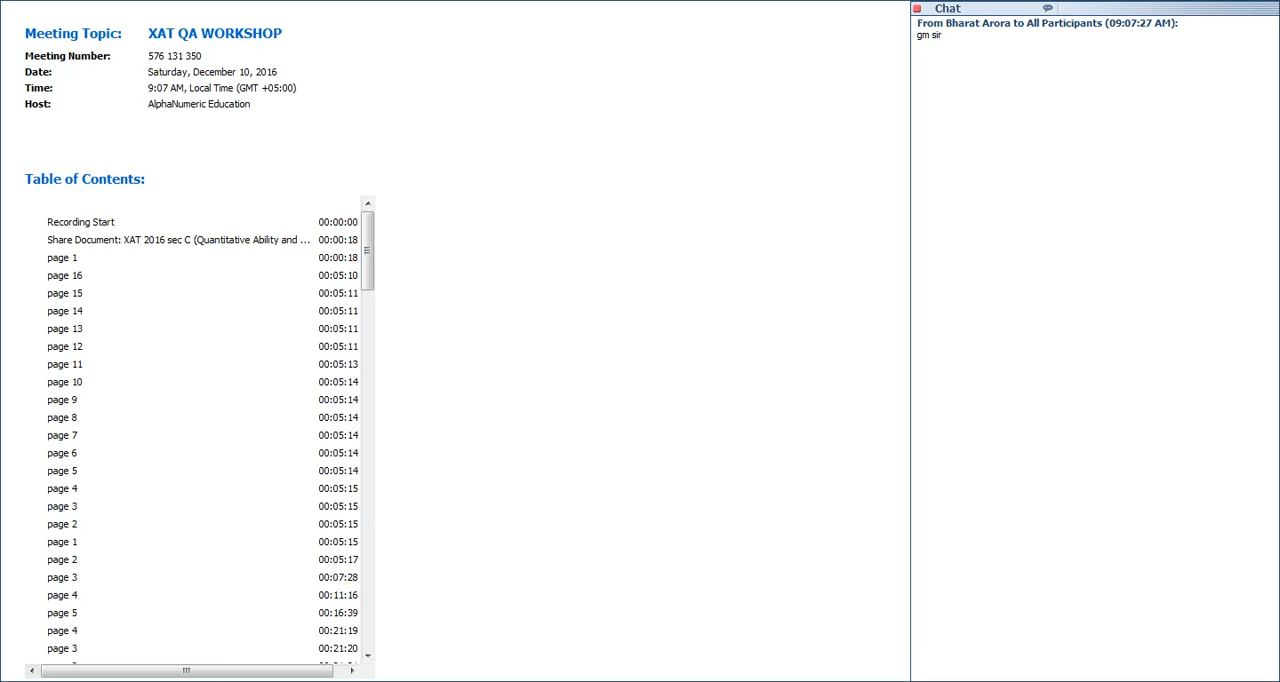 Meeting Topic: XAT QA WORKSHOP
Meeting Number: 576 131 350
Date: Saturday, December 10, 2016
Time: 9:07 AM, Local Time (GMT +05:00)
Host: AlphaNumeric Education
Table of Contents:
Recording Start 00:00:00
Share Document: XAT 2016 sec C (Quantitative Ability and ... 00:00:18
page 1 00:00:18
page 16 00:05:10
page 15 00:05:11
page 14 00:05:11
page 13 00:05:11
page 12 00:05:11
page 11 00:05:13
page 10 00:05:14
page 9 00:05:14
page 8 00:05:14
page 7 00:05:14
page 6 00:05:14
page 5 00:05:14
page 4 00:05:15
page 3 00:05:15
page 2 00:05:15
page 1 00:05:15
page 2 00:05:17
page 3 00:07:28
page 4 00:11:16
page 5 00:16:39
page 4 00:21:19
page 3 00:21:20
Chat
From Bharat Arora to All Participants (09:07:27 AM):
gm sir